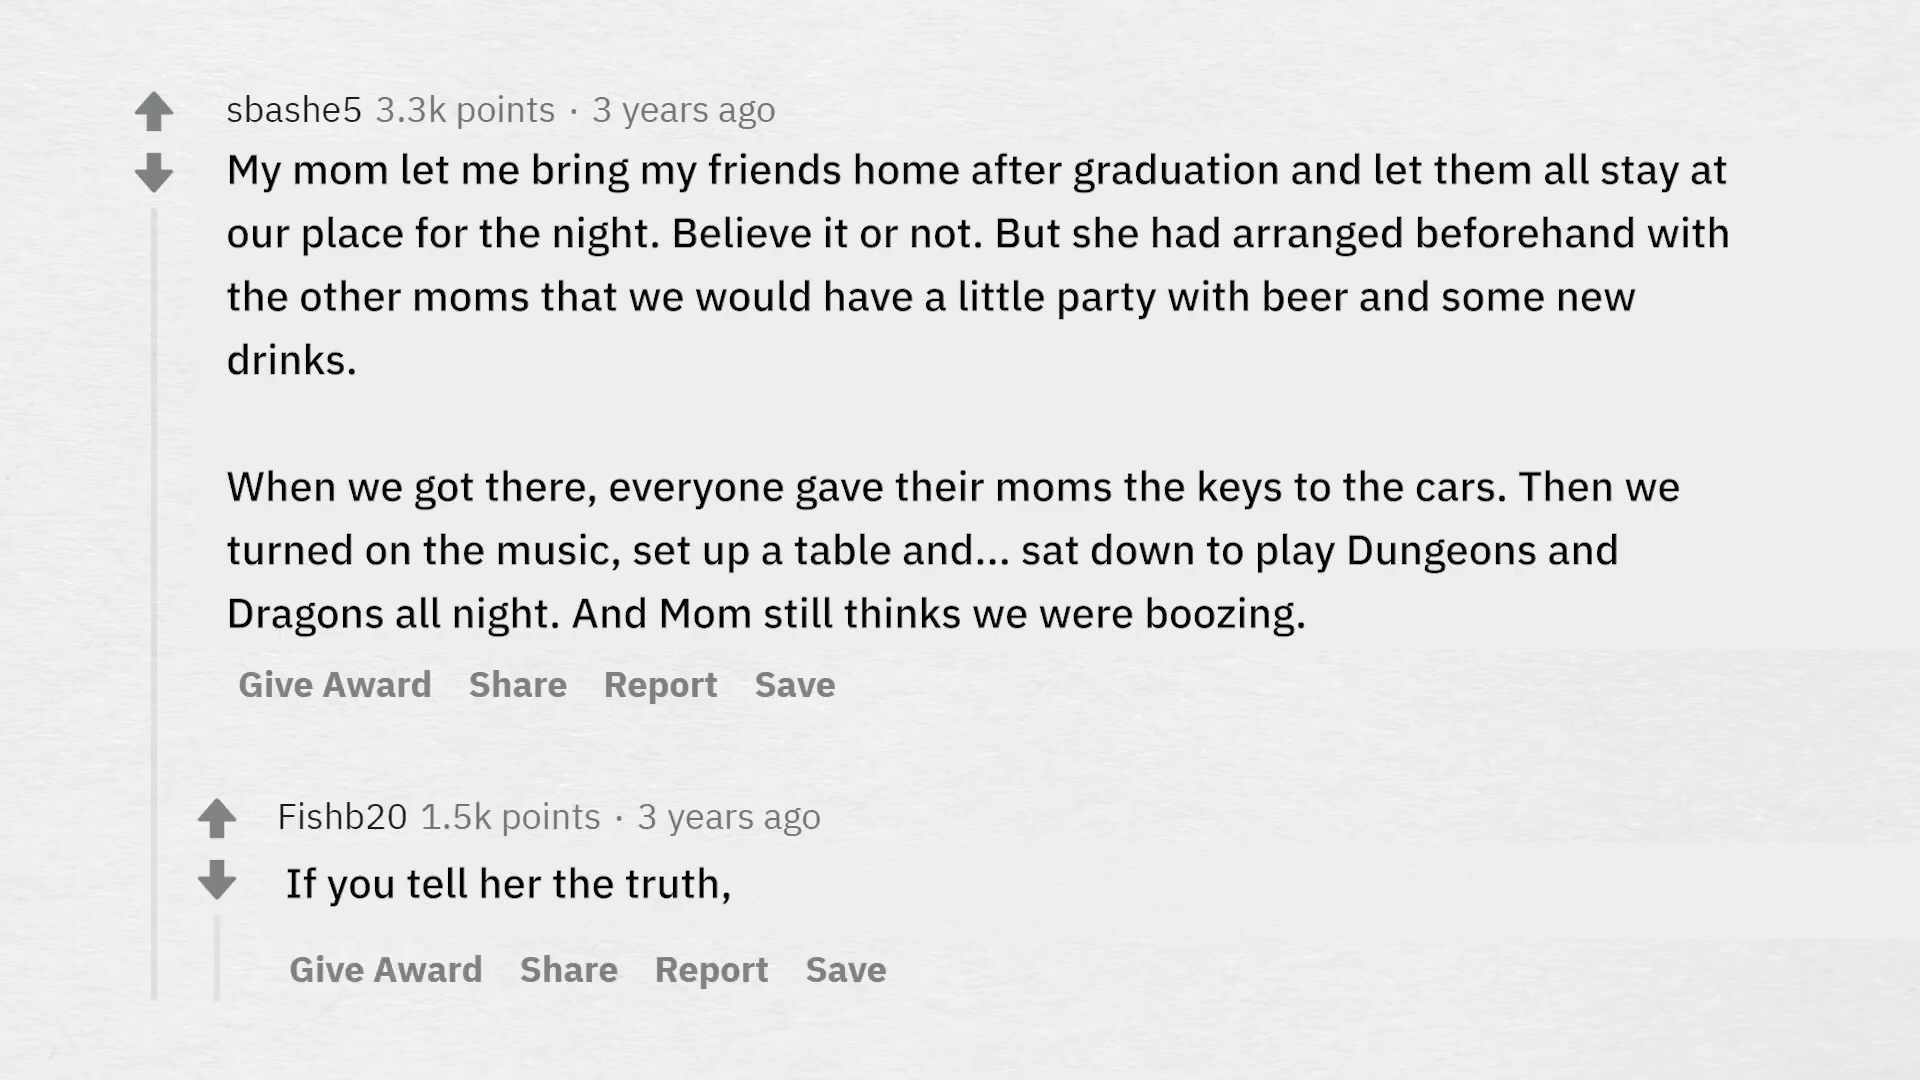 sbashe5 3.3k points · 3 years ago
My mom let me bring my friends home after graduation and let them all stay at
our place for the night. Believe it or not. But she had arranged beforehand with
the other moms that we would have a little party with beer and some new
drinks.
When we got there, everyone gave their moms the keys to the cars. Then we
turned on the music, set up a table and... sat down to play Dungeons and
Dragons all night. And Mom still thinks we were boozing.
Give Award Share Report Save
Fishb20 1.5k points · 3 years ago
If you tell her the truth,
Give Award Share Report Save